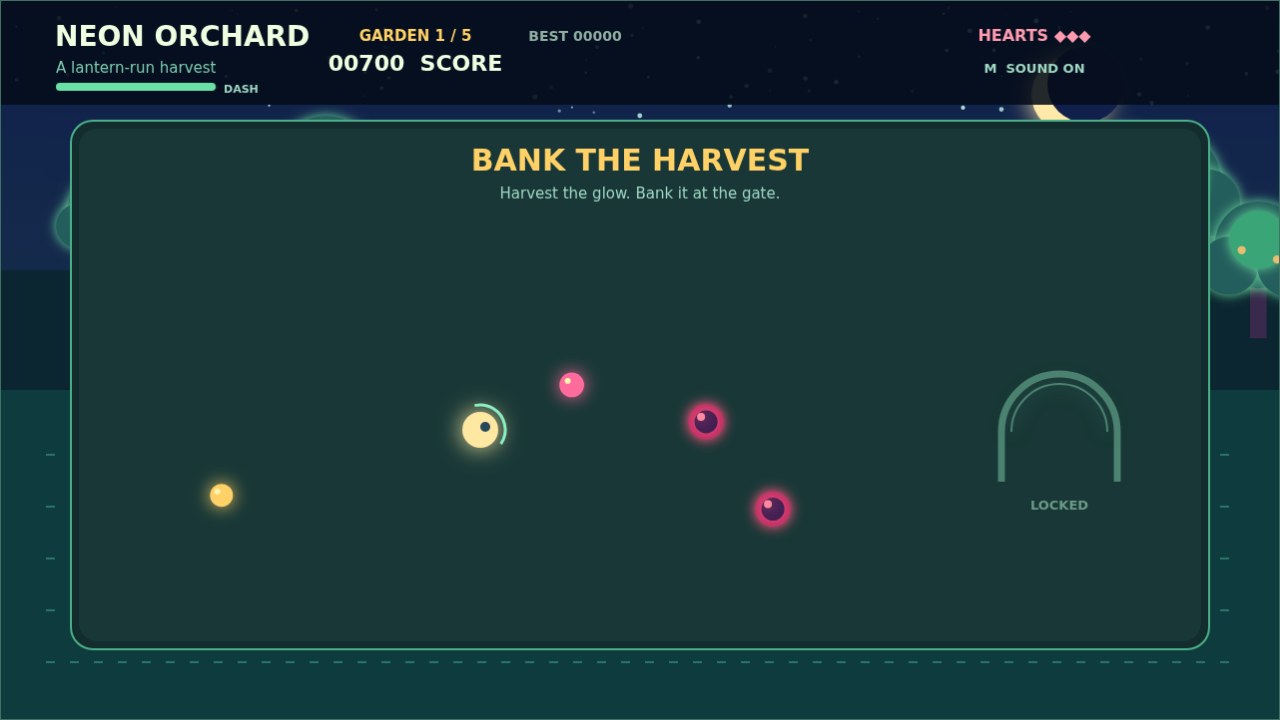 NEON ORCHARD
A lantern-run harvest
DASH
GARDEN 1 / 5
00700 SCORE
BEST 00000
HEARTS ◆◆◆
M SOUND ON
BANK THE HARVEST
Harvest the glow. Bank it at the gate.
LOCKED